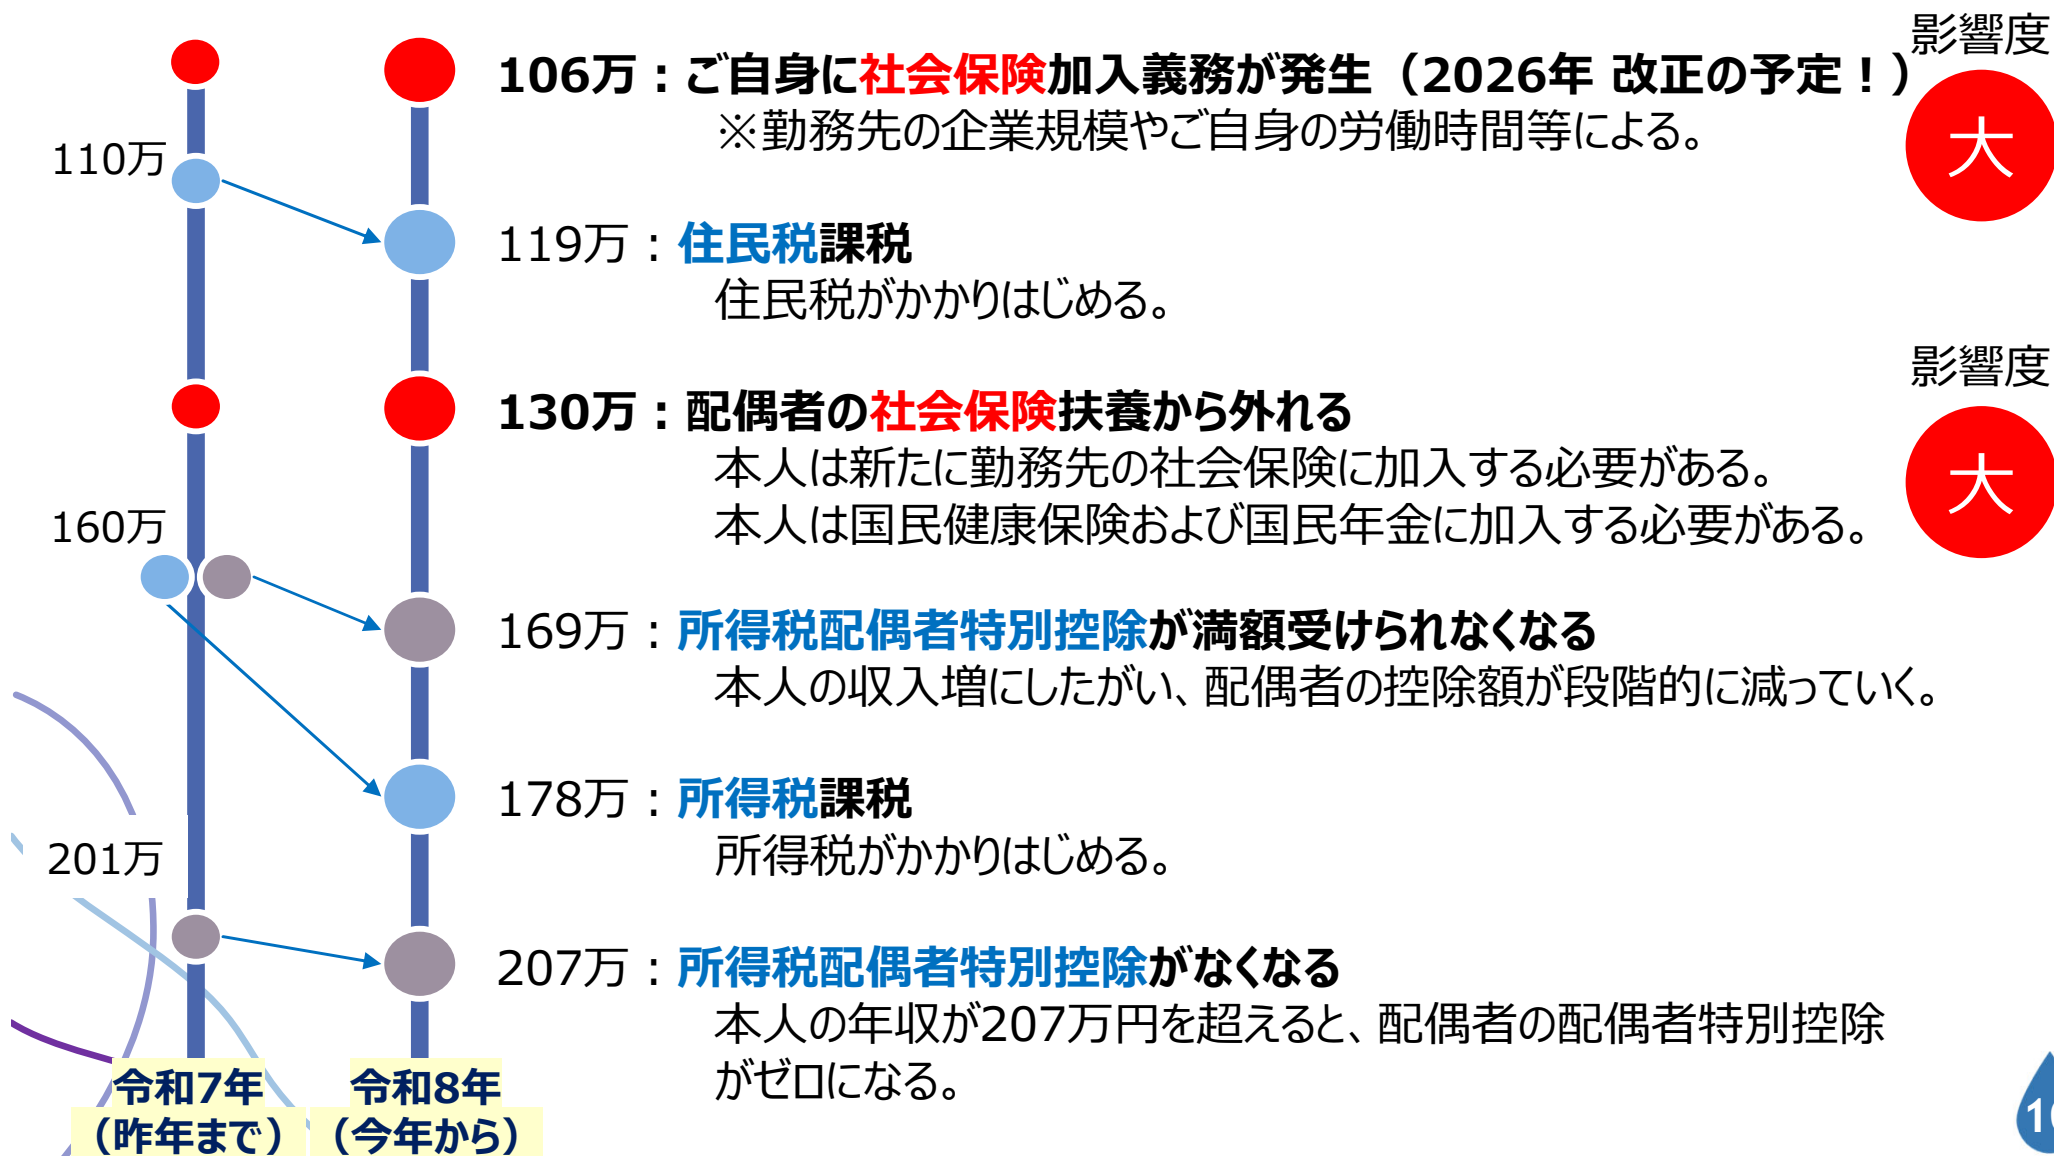 影響度
106万：ご自身に社会保険加入義務が発生（2026年 改正の予定！）
大
※勤務先の企業規模やご自身の労働時間等による。
110万
119万：住民税課税
住民税がかかりはじめる。
影響度
130万：配偶者の社会保険扶養から外れる
大
本人は新たに勤務先の社会保険に加入する必要がある。
本人は国民健康保険および国民年金に加入する必要がある。
160万
169万：所得税配偶者特別控除が満額受けられなくなる
本人の収入増にしたがい、配偶者の控除額が段階的に減っていく。
178万：所得税課税
所得税がかかりはじめる。
201万
207万：所得税配偶者特別控除がなくなる
本人の年収が207万円を超えると、配偶者の配偶者特別控除
がゼロになる。
令和7年
（昨年まで）
令和8年
（今年から）